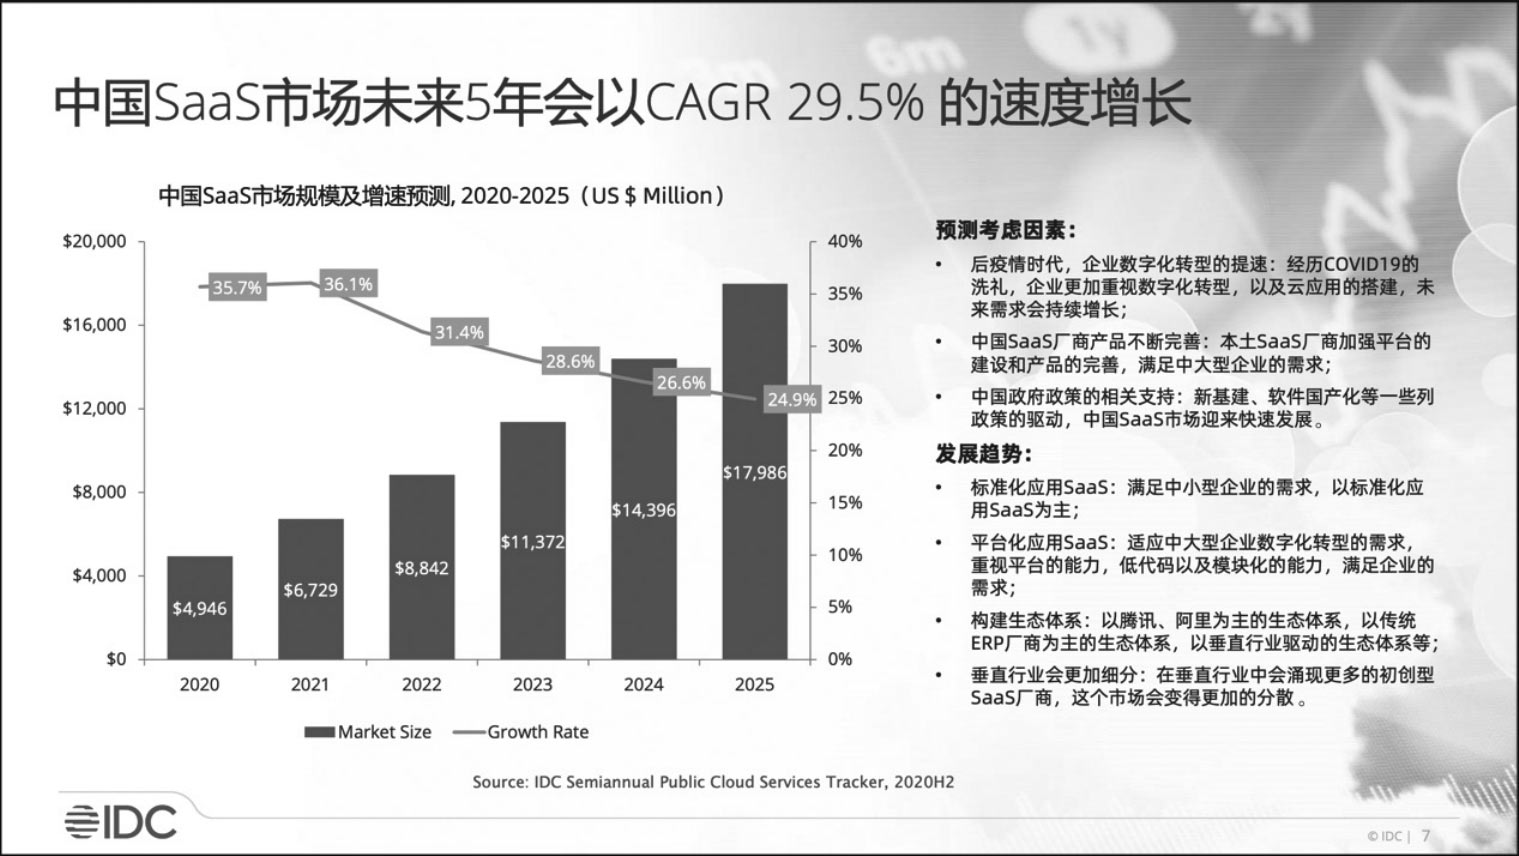 中国SaaS市场未来5年会以CAGR 29.5% 的速度增长
中国SaaS市场规模及增速预测, 2020-2025（US $ Million）
$20,000
$16,000
$12,000
$8,000
$4,000
$0
40%
35%
30%
25%
20%
15%
10%
5%
0%
35.7%
36.1%
31.4%
28.6%
26.6%
24.9%
$4,946
$6,729
$8,842
$11,372
$14,396
$17,986
2020
2021
2022
2023
2024
2025
Market Size
Growth Rate
预测考虑因素：
• 后疫情时代，企业数字化转型的提速：经历COVID19的
洗礼，企业更加重视数字化转型，以及云应用的搭建，未
来需求会持续增长；
• 中国SaaS厂商产品不断完善：本土SaaS厂商加强平台的
建设和产品的完善，满足中大型企业的需求；
• 中国政府政策的相关支持：新基建、软件国产化等一些列
政策的驱动，中国SaaS市场迎来快速发展。
发展趋势：
• 标准化应用SaaS：满足中小型企业的需求，以标准化应
用SaaS为主；
• 平台化应用SaaS：适应中大型企业数字化转型的需求，
重视平台的能力，低代码以及模块化的能力，满足企业的
需求；
• 构建生态体系：以腾讯、阿里为主的生态体系，以传统
ERP厂商为主的生态体系，以垂直行业驱动的生态体系等；
• 垂直行业会更加细分：在垂直行业中会涌现更多的初创型
SaaS厂商，这个市场会变得更加的分散 。
Source: IDC Semiannual Public Cloud Services Tracker, 2020H2
IDC
© IDC | 7
3m
6m
1Y